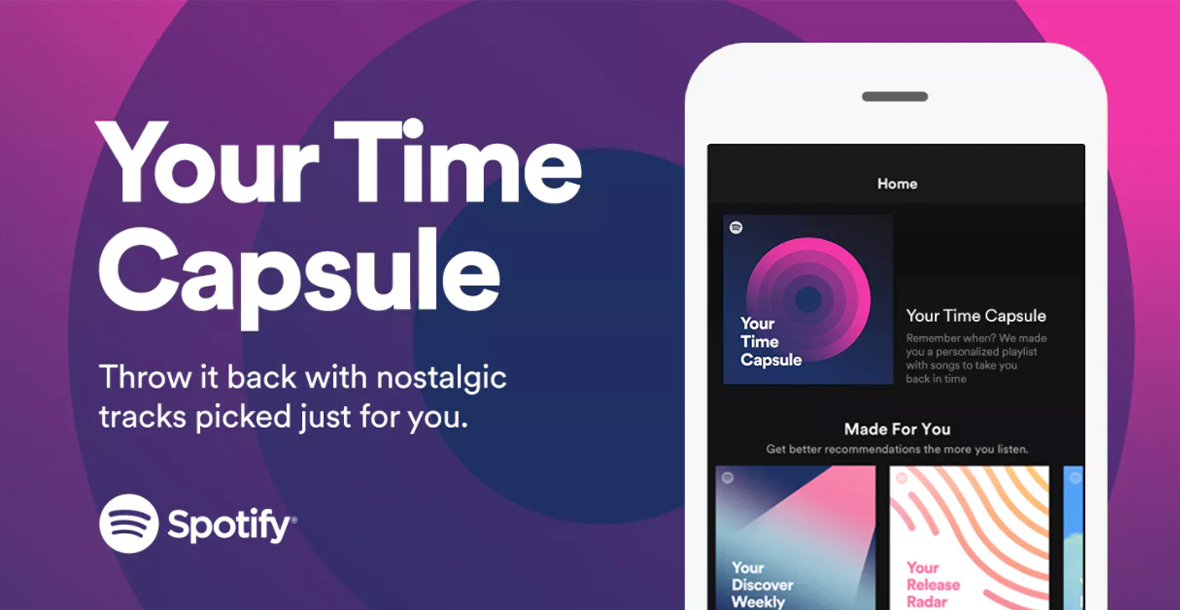 Your Time
Capsule
Throw it back with nostalgic
tracks picked just for you.
Spotify®
Home
Your
Time
Capsule
Your Time Capsule
Remember when? We made
you a personalized playlist
with songs to take you
back in time
Made For You
Get better recommendations the more you listen.
Your
Discover
Weekly
Your
Release
Radar